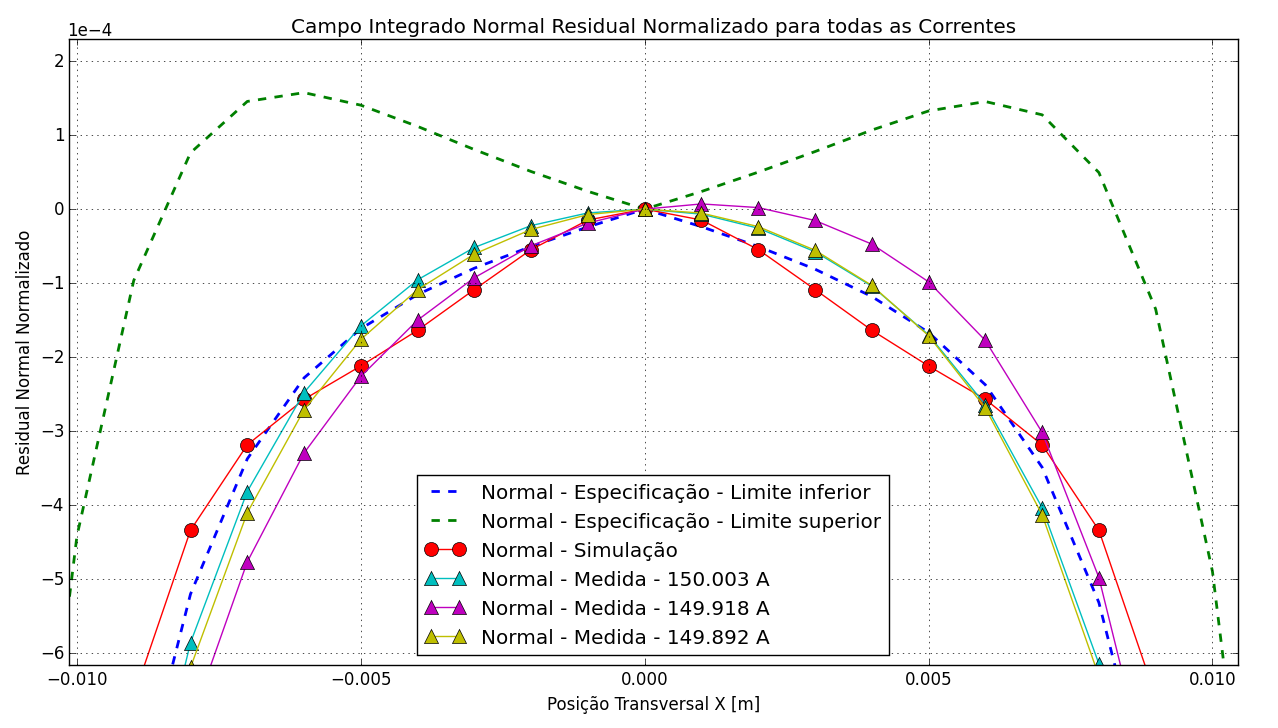 Campo Integrado Normal Residual Normalizado para todas as Correntes
1e−4
2
1
0
−1
−2
−3
−4
−5
−6
Residual Normal Normalizado
Normal - Especificação - Limite inferior
Normal - Especificação - Limite superior
Normal - Simulação
Normal - Medida - 150.003 A
Normal - Medida - 149.918 A
Normal - Medida - 149.892 A
−0.010 −0.005 0.000 0.005 0.010
Posição Transversal X [m]